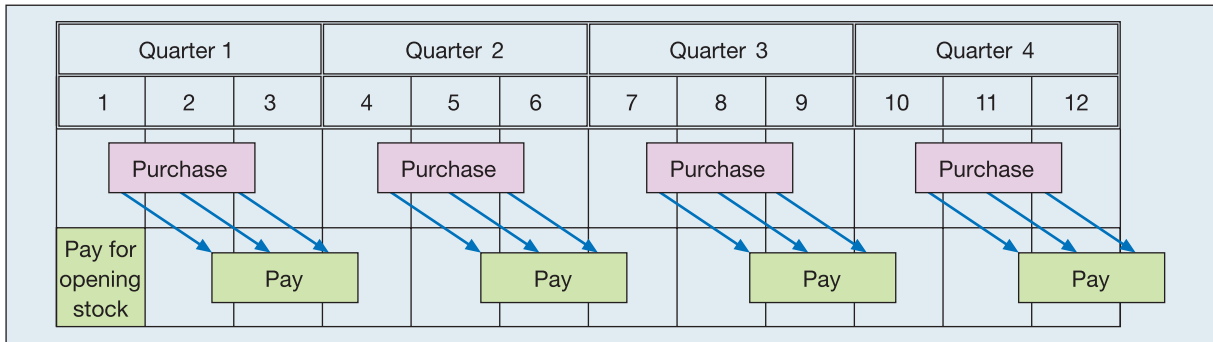 Quarter 1 Quarter 2 Quarter 3 Quarter 4
1 2 3 4 5 6 7 8 9 10 11 12
Purchase Purchase Purchase Purchase
Pay for
opening
stock
Pay Pay Pay Pay